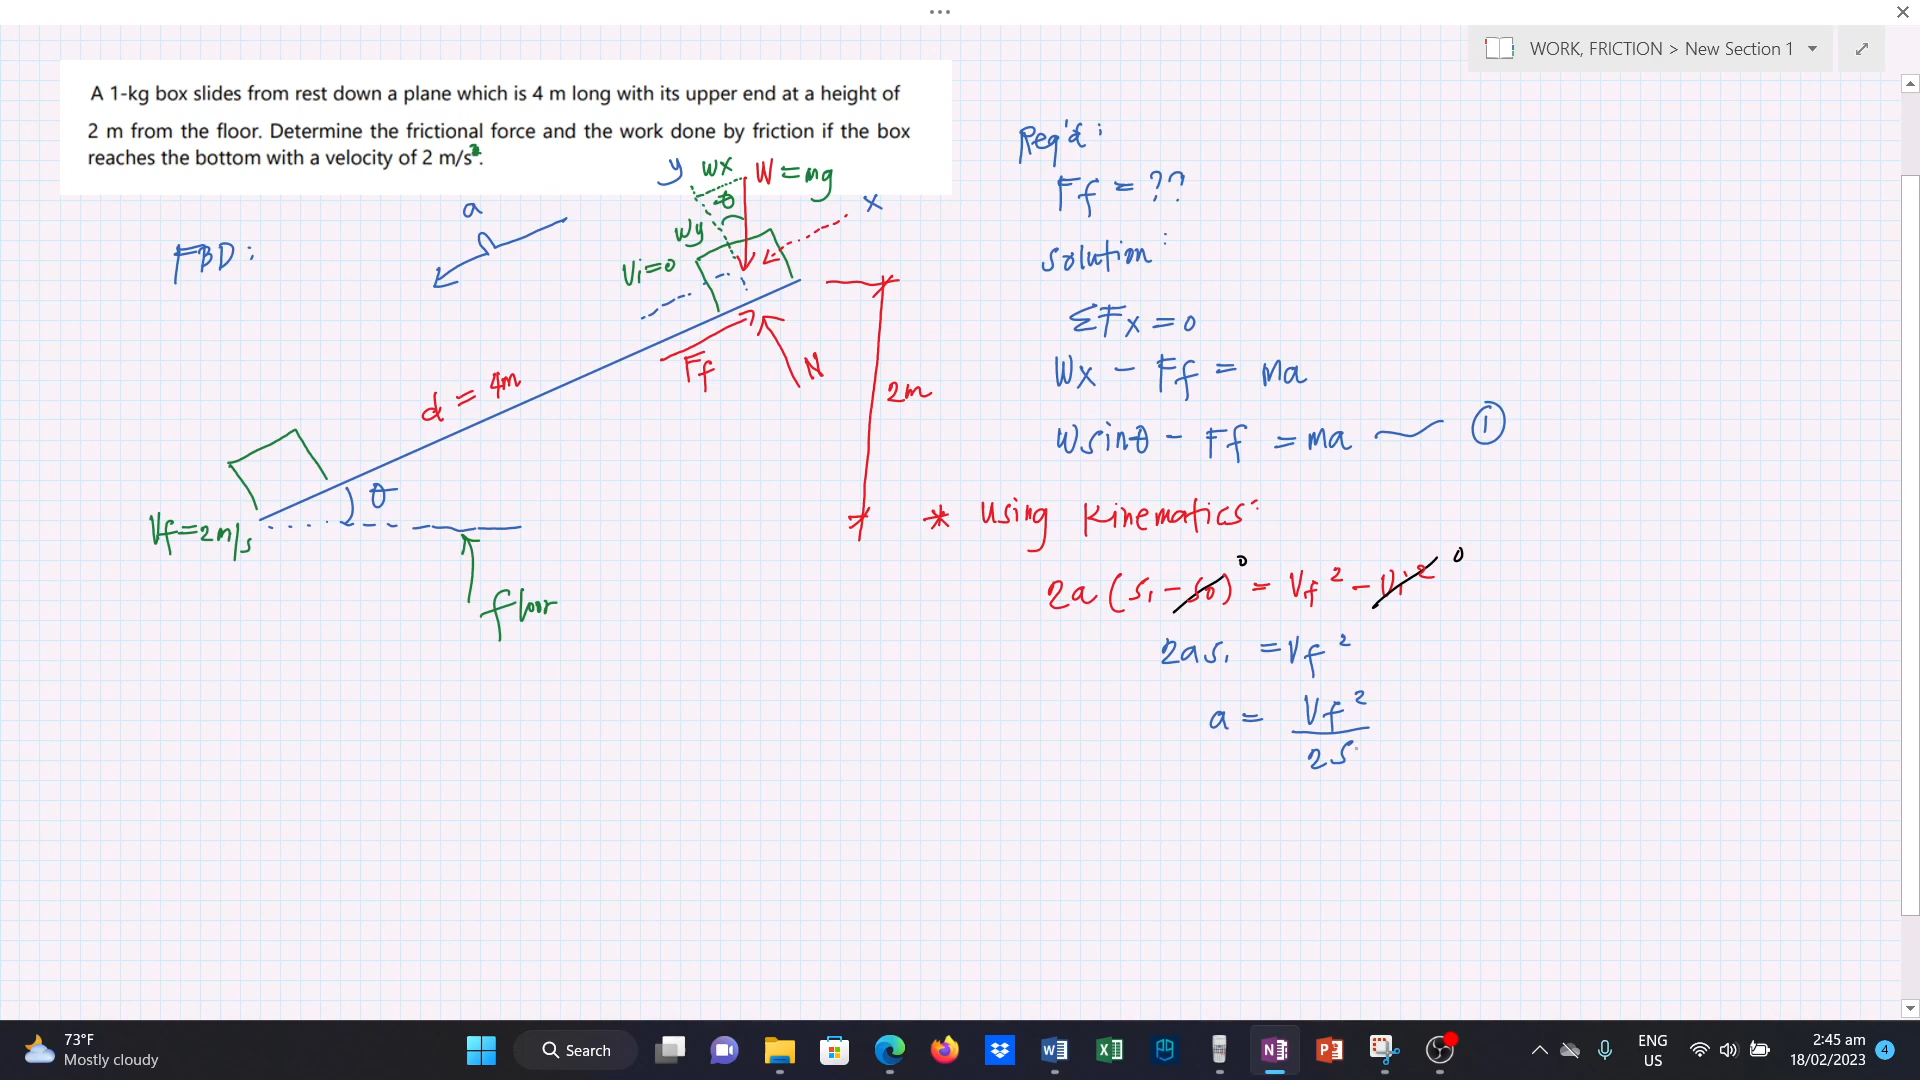 WORK, FRICTION > New Section 1
A 1-kg box slides from rest down a plane which is 4 m long with its upper end at a height of
2 m from the floor. Determine the frictional force and the work done by friction if the box
reaches the bottom with a velocity of 2 m/s².
y Wx W = mg
θ
x
Wy
a
FBD:
Vi=0
Ff
N
d = 4m
2m
θ
Vf=2m/s
floor
Req'd:
Ff = ??
Solution:
ΣFx = 0
Wx - Ff = ma
Wsinθ - Ff = ma ①
* Using Kinematics:
2a (S₁ - S₀)⁰ = Vf² - Vi² ⁰
2aS₁ = Vf²
a = Vf²
2S
73°F
Mostly cloudy
Search
ENG
US
2:45 am
18/02/2023
4